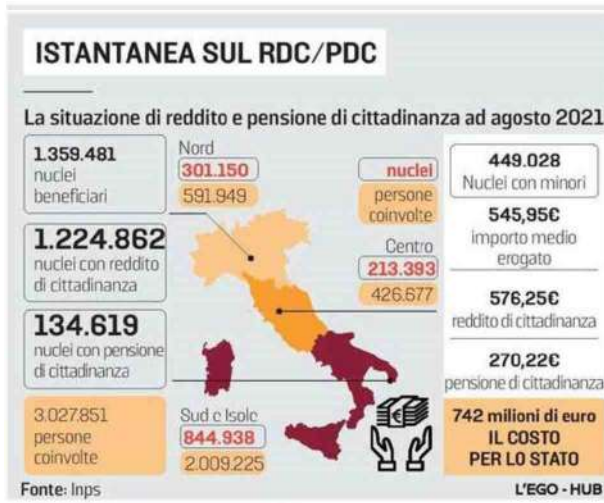 ISTANTANEA SUL RDC/PDC
La situazione di reddito e pensione di cittadinanza ad agosto 2021
1.359.481
nuclei
beneficiari
1.224.862
nuclei con reddito
di cittadinanza
134.619
nuclei con pensione
di cittadinanza
3.027.851
persone
coinvolte
Nord
301.150
591.949
nuclei
persone
coinvolte
Centro
213.393
426.677
Sud e Isole
844.938
2.009.225
449.028
Nuclei con minori
545,95€
importo medio
erogato
576,25€
reddito di cittadinanza
270,22€
pensione di cittadinanza
742 milioni di euro
IL COSTO
PER LO STATO
Fonte: Inps
L'EGO - HUB